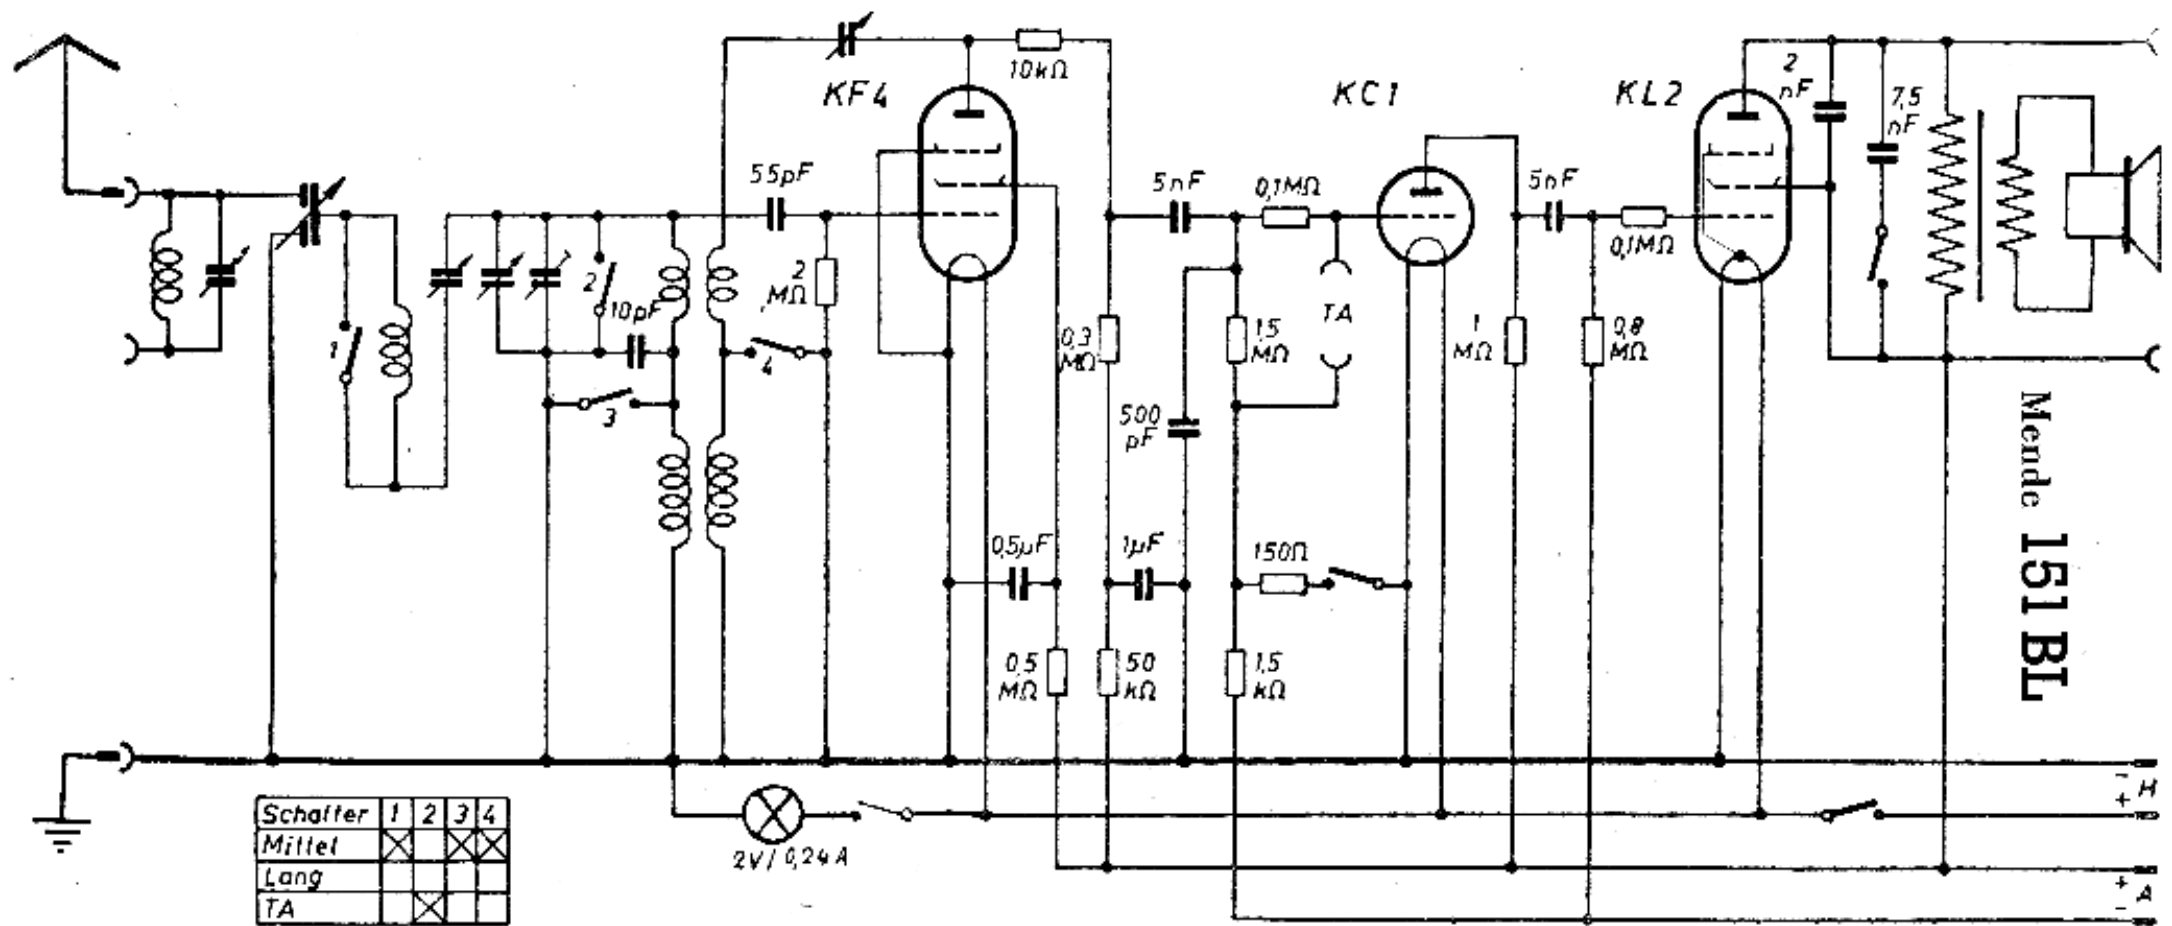 KF4
KC1
KL2
10kΩ
2
nF
7,5
nF
55pF
5nF
0,1MΩ
5nF
0,1MΩ
2
MΩ
2
10pF
1
4
3
0,3
MΩ
1,5
MΩ
TA
1
MΩ
0,8
MΩ
500
pF
0,5µF
1µF
150Ω
0,5
MΩ
50
kΩ
1,5
kΩ
Mende 151 BL
2V / 0,24A
Schalter 1 2 3 4
Mittel
Lang
TA
− H
+
+ A
−